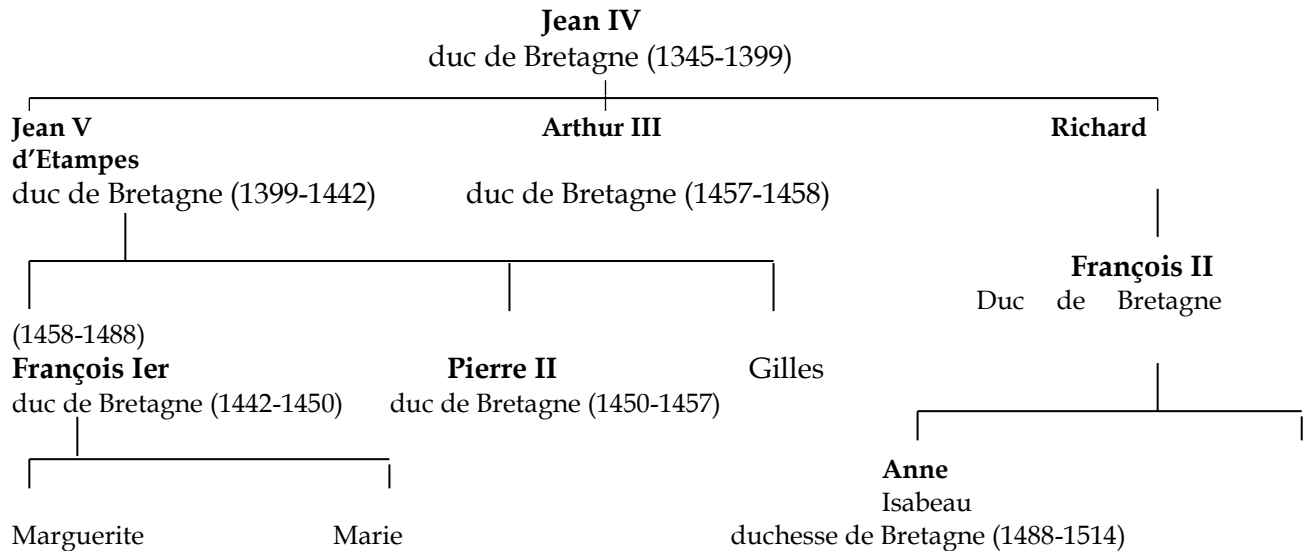 Jean IV
duc de Bretagne (1345-1399)
Jean V Arthur III Richard
d’Etampes
duc de Bretagne (1399-1442) duc de Bretagne (1457-1458)
François II
Duc de Bretagne
(1458-1488)
François Ier Pierre II Gilles
duc de Bretagne (1442-1450) duc de Bretagne (1450-1457)
Anne
Isabeau
Marguerite Marie duchesse de Bretagne (1488-1514)